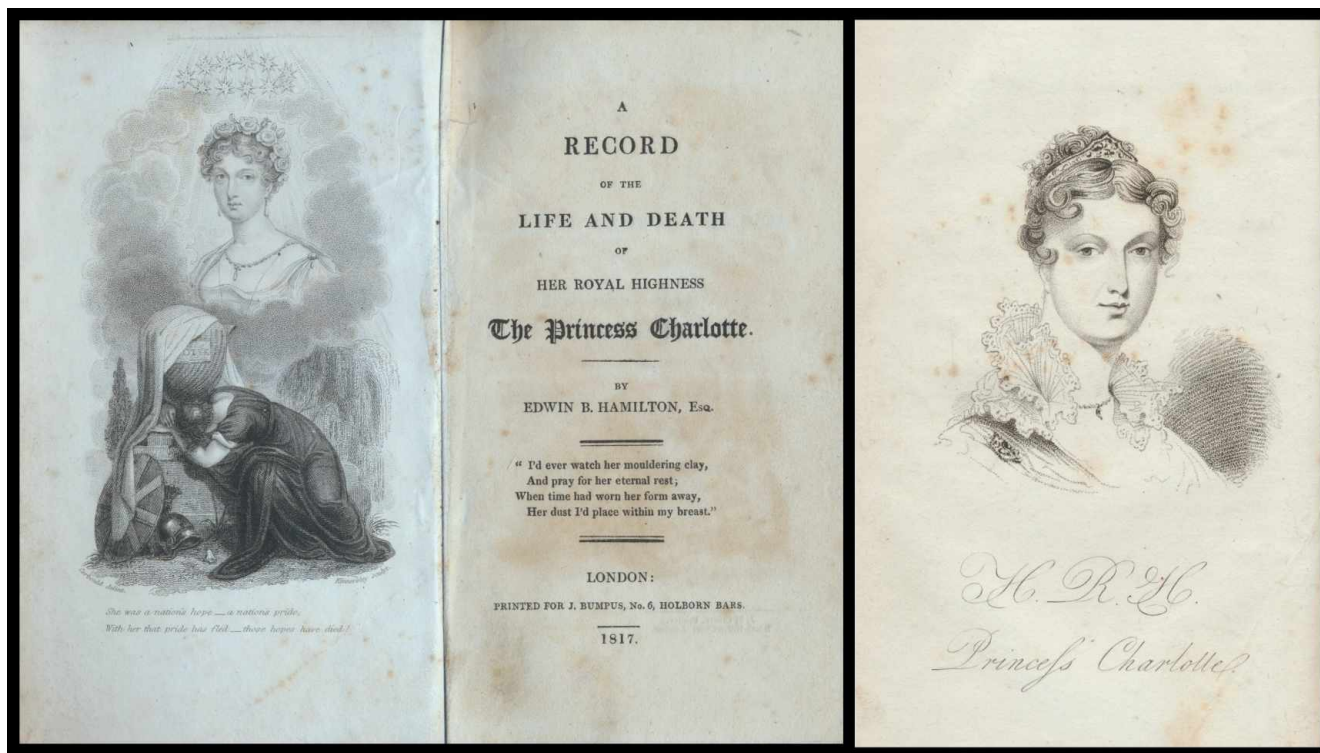 She was a nation's hope __ a nation's pride,
With her that pride has fled __ those hopes have died!
A
RECORD
OF THE
LIFE AND DEATH
OF
HER ROYAL HIGHNESS
The Princess Charlotte.
BY
EDWIN B. HAMILTON, Esq.
“ I'd ever watch her mouldering clay,
And pray for her eternal rest;
When time had worn her form away,
Her dust I'd place within my breast.”
LONDON:
PRINTED FOR J. BUMPUS, No. 6, HOLBORN BARS.
1817.
H. R. H.
Princeſs Charlotte.